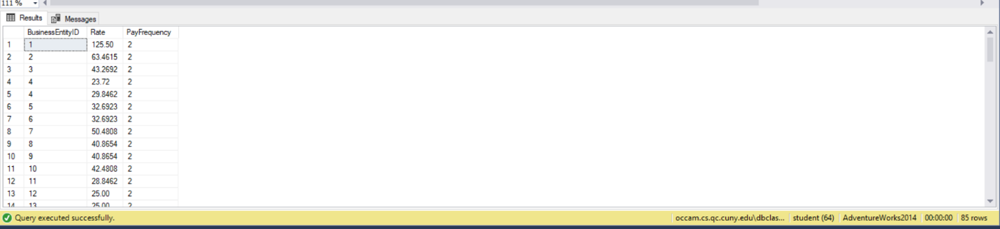 111 %
Results Messages
BusinessEntityID Rate PayFrequency
1 1 125.50 2
2 2 63.4615 2
3 3 43.2692 2
4 4 23.72 2
5 4 29.8462 2
6 5 32.6923 2
7 6 32.6923 2
8 7 50.4808 2
9 8 40.8654 2
10 9 40.8654 2
11 10 42.4808 2
12 11 28.8462 2
13 12 25.00 2
14 13 25.00 2
Query executed successfully. occam.cs.qc.cuny.edu\dbclas... student (64) AdventureWorks2014 00:00:00 85 rows